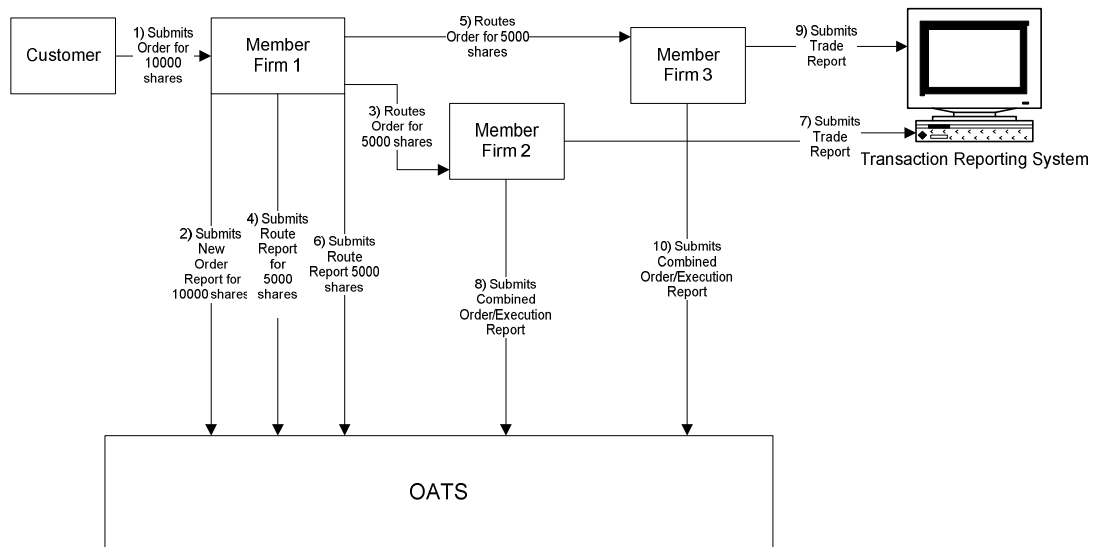 Customer
1) Submits
Order for
10000
shares
Member
Firm 1
5) Routes
Order for 5000
shares
Member
Firm 3
9) Submits
Trade
Report
3) Routes
Order for
5000 shares
Member
Firm 2
7) Submits
Trade
Report
Transaction Reporting System
2) Submits
New
Order
Report for
10000 shares
4) Submits
Route
Report
for
5000
shares
6) Submits
Route
Report 5000
shares
8) Submits
Combined
Order/Execution
Report
10) Submits
Combined
Order/Execution
Report
OATS